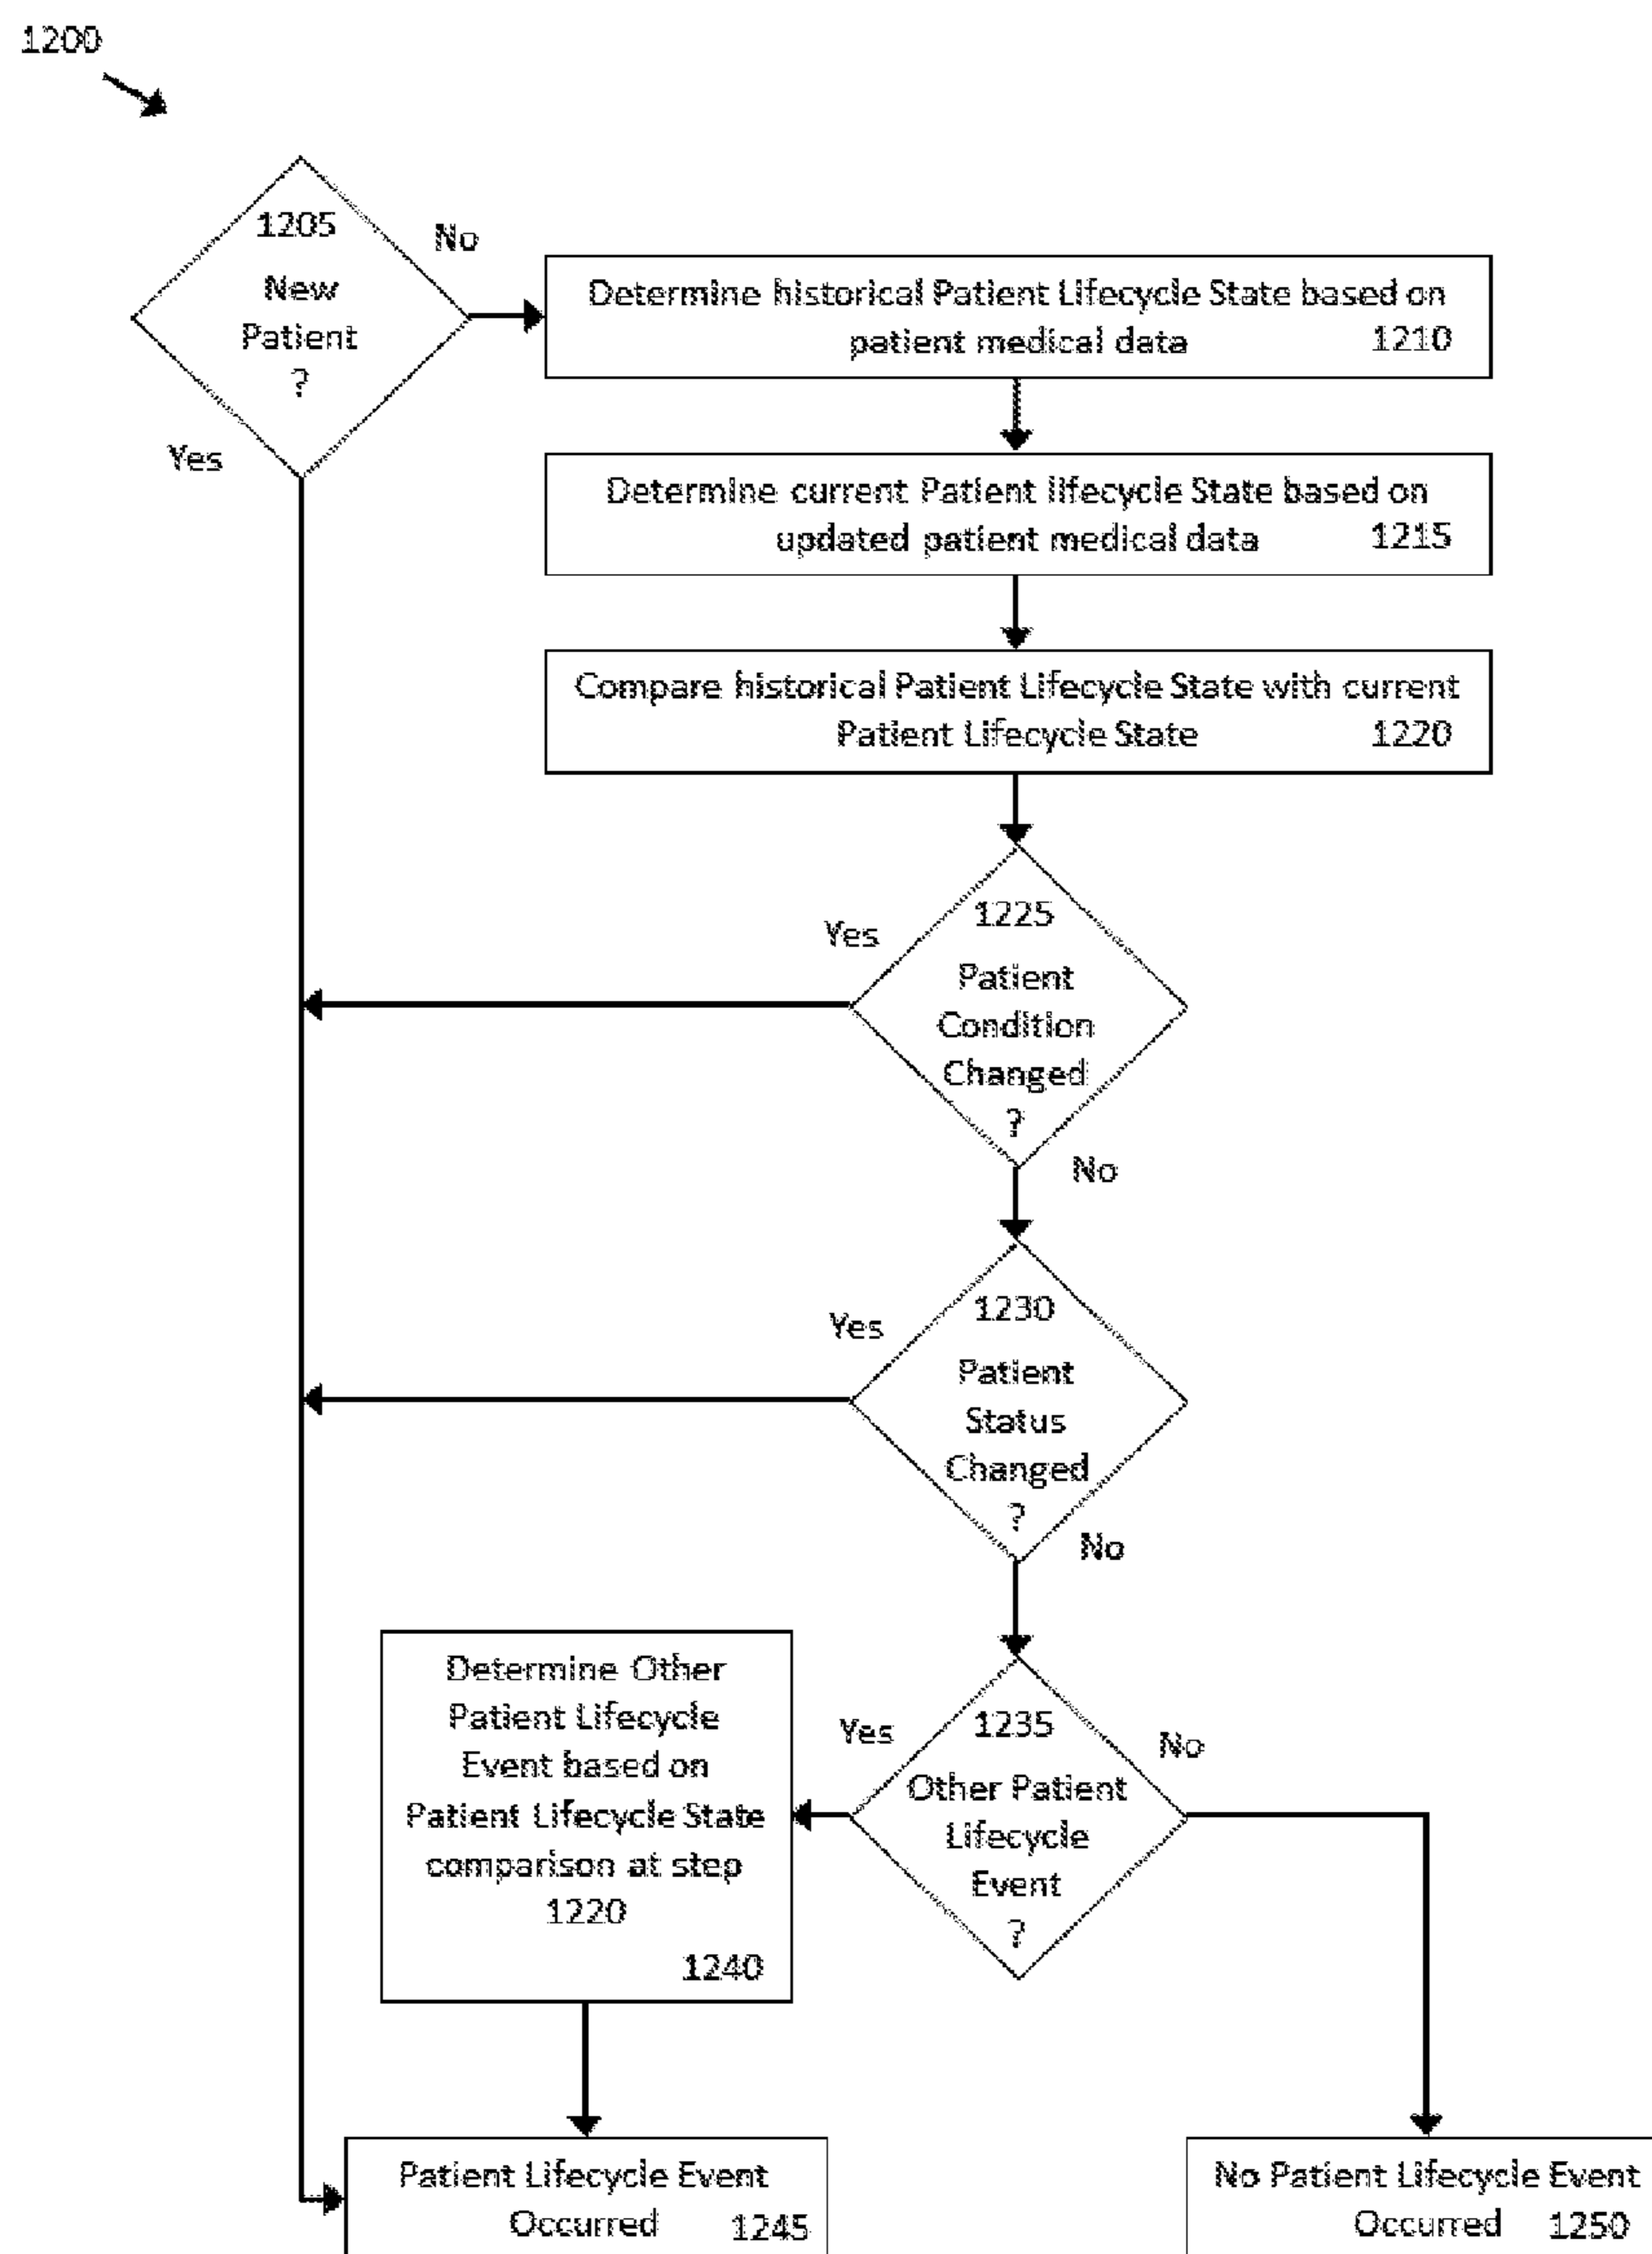 1200
1205
New
Patient
?
No
Yes
Determine historical Patient Lifecycle State based on
patient medical data 1210
Determine current Patient lifecycle State based on
updated patient medical data 1215
Compare historical Patient Lifecycle State with current
Patient Lifecycle State 1220
1225
Patient
Condition
Changed
?
Yes
No
1230
Patient
Status
Changed
?
Yes
No
1235
Other Patient
Lifecycle
Event
?
Yes
No
Determine Other
Patient Lifecycle
Event based on
Patient Lifecycle State
comparison at step
1220
1240
Patient Lifecycle Event
Occurred 1245
No Patient Lifecycle Event
Occurred 1250